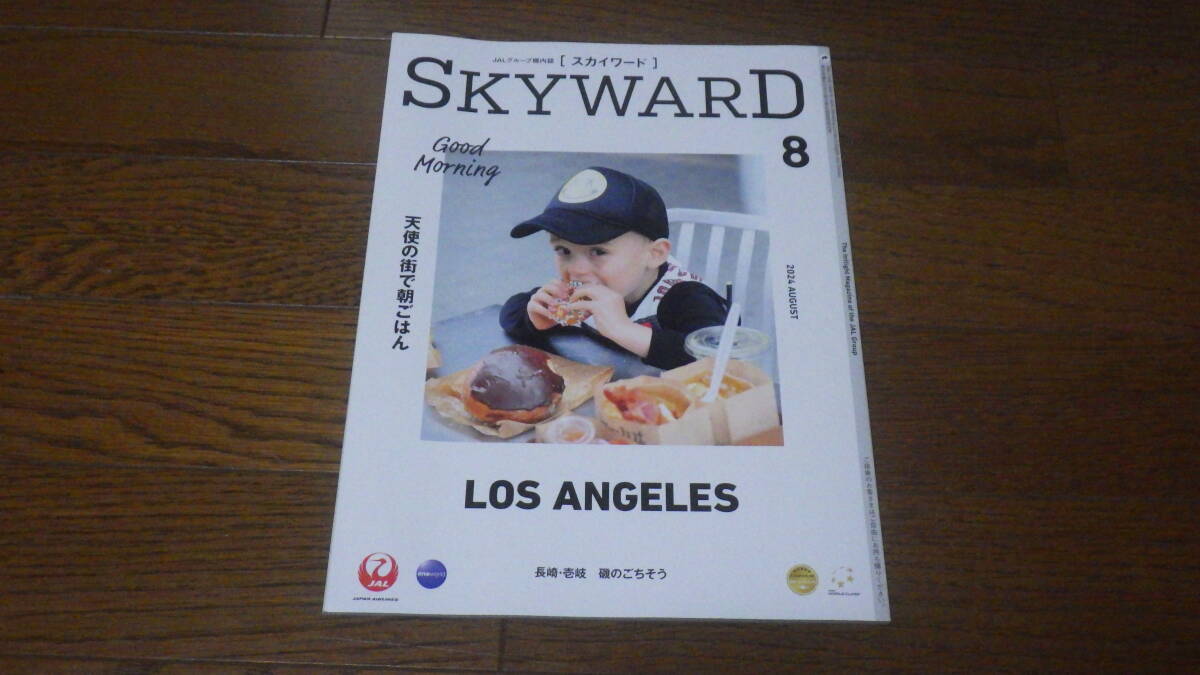 JALグループ機内誌 [ スカイワード ]
SKYWARD
8
Good
Morning
天使の街で朝ごはん
2024 AUGUST
The Inflight Magazine of the JAL Group
LOS ANGELES
長崎・壱岐 磯のごちそう
JAL
JAPAN AIRLINES
oneworld